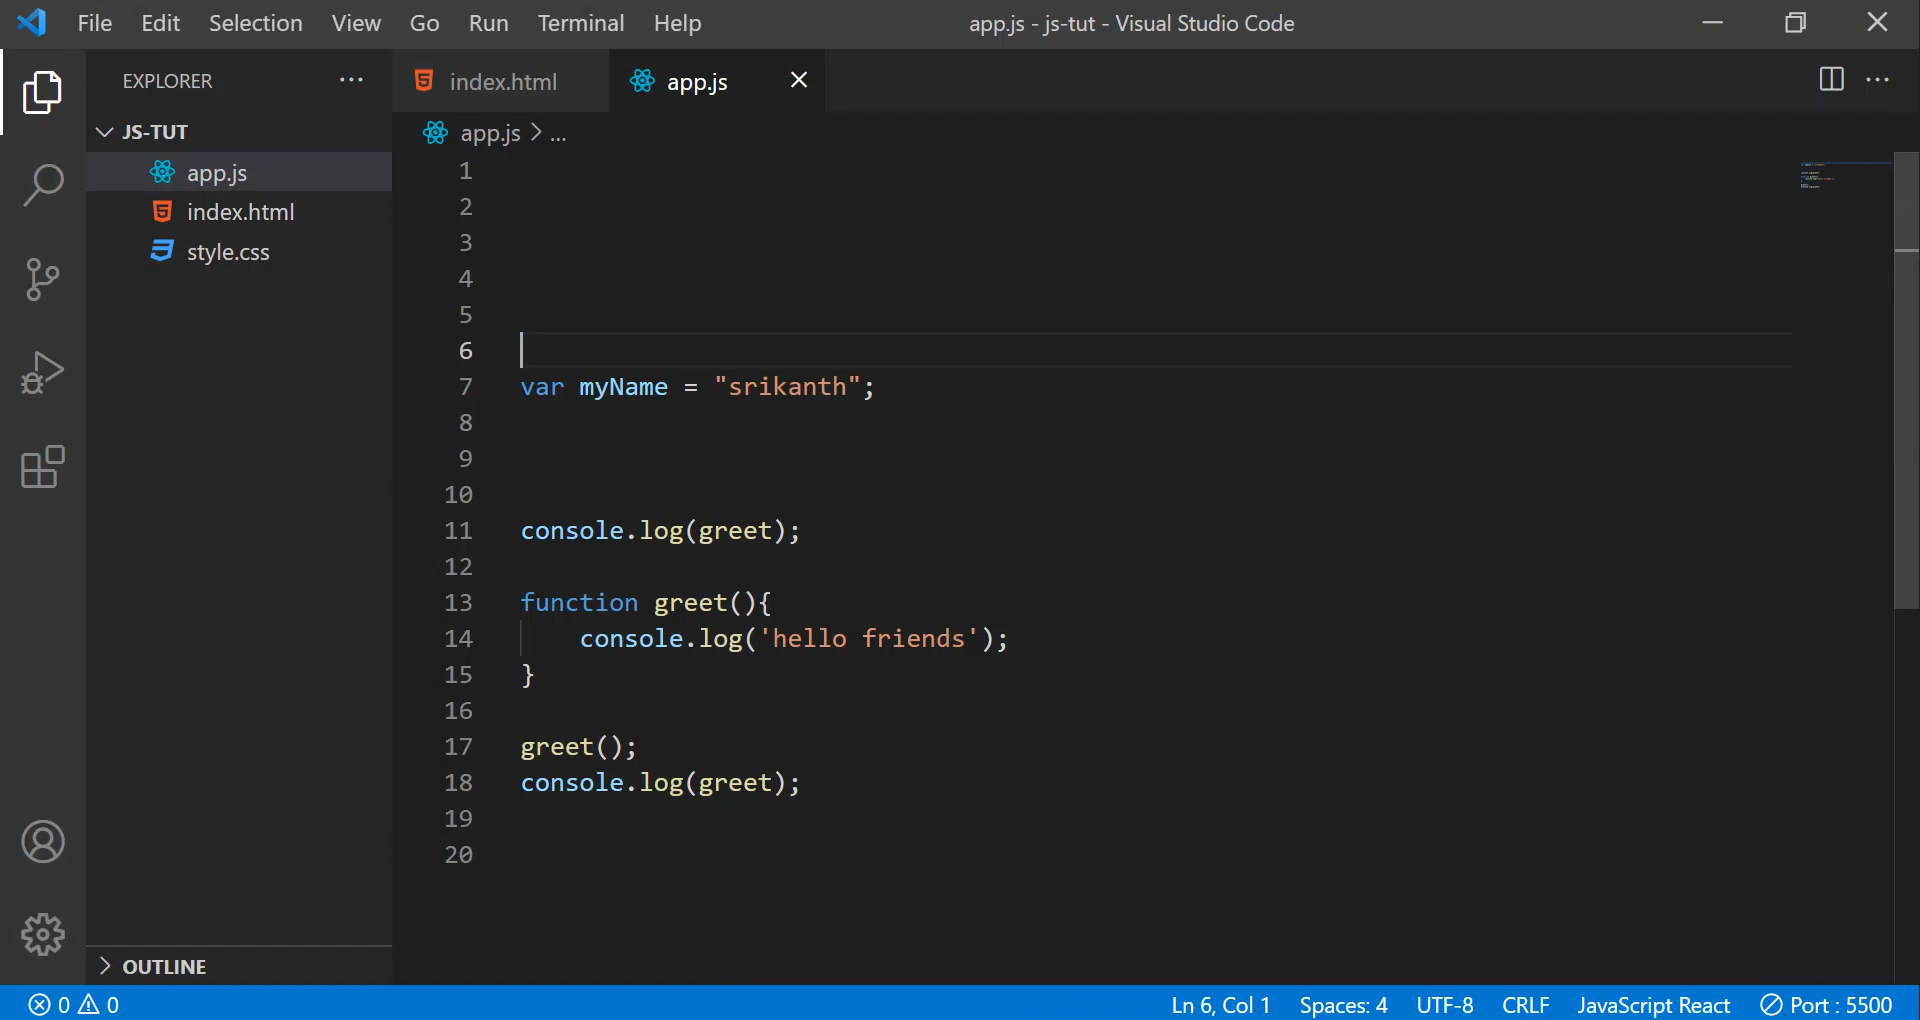 File Edit Selection View Go Run Terminal Help app.js - js-tut - Visual Studio Code
EXPLORER
JS-TUT
app.js
index.html
style.css
OUTLINE
index.html app.js
app.js > ...
1
2
3
4
5
6
7 var myName = "srikanth";
8
9
10
11 console.log(greet);
12
13 function greet(){
14 console.log('hello friends');
15 }
16
17 greet();
18 console.log(greet);
19
20
0 0 Ln 6, Col 1 Spaces: 4 UTF-8 CRLF JavaScript React Port : 5500